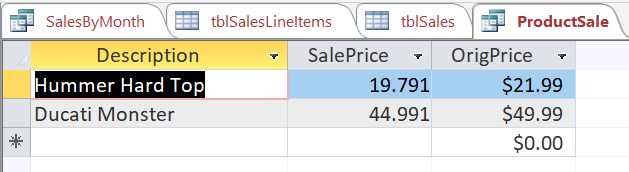 SalesByMonth tblSalesLineItems tblSales ProductSale
Description SalePrice OrigPrice
Hummer Hard Top 19.791 $21.99
Ducati Monster 44.991 $49.99
* $0.00